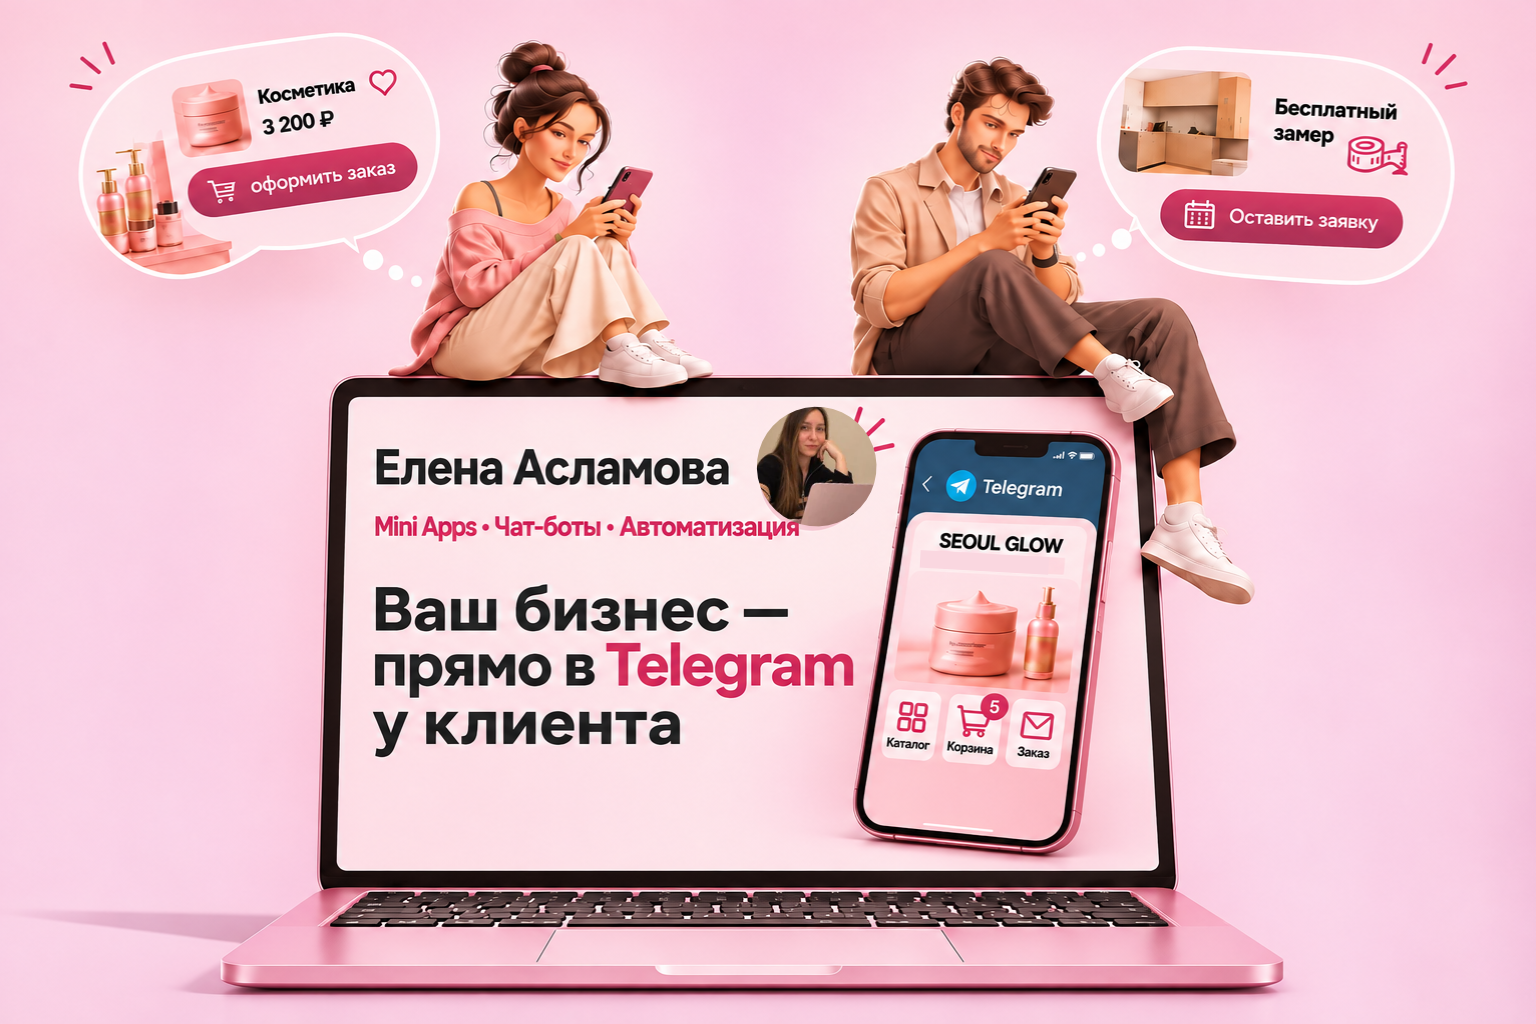 Косметика
3 200 ₽
оформить заказ
Бесплатный
замер
Оставить заявку
Елена Асламова
Mini Apps • Чат-боты • Автоматизация
Ваш бизнес —
прямо в Telegram
у клиента
Telegram
SEOUL GLOW
5
Каталог
Корзина
Заказ